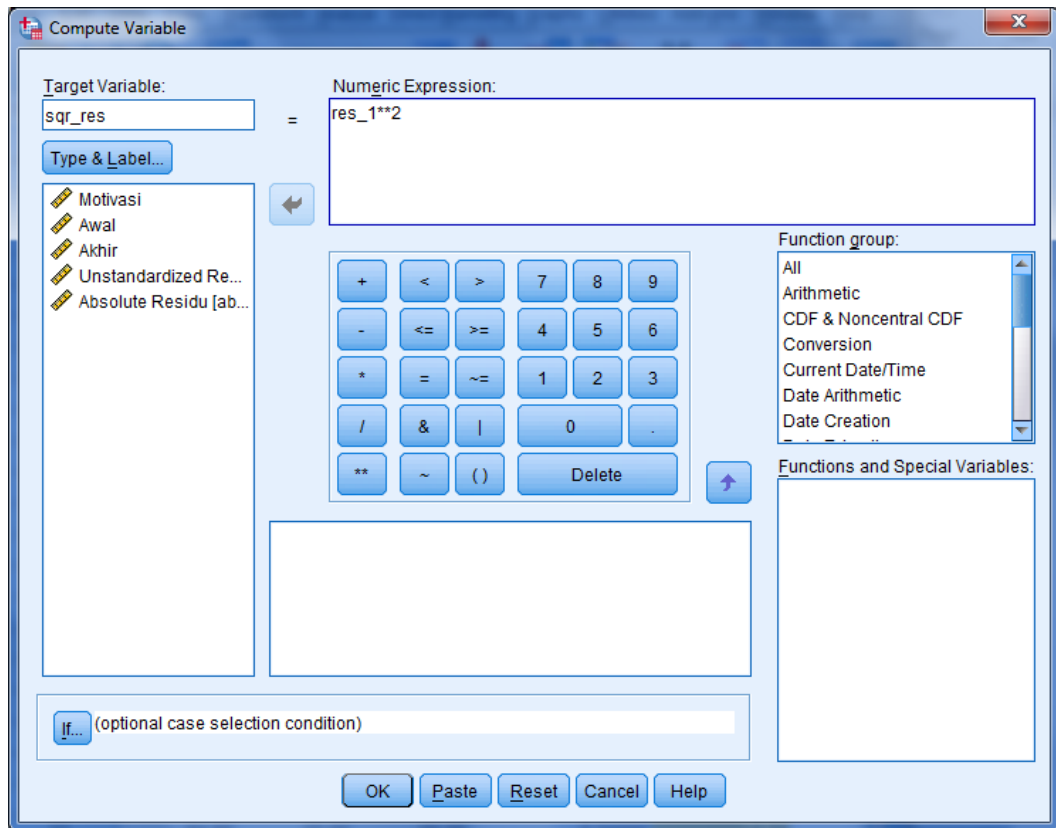 Compute Variable
Target Variable:
sqr_res
=
Numeric Expression:
res_1**2
Type & Label...
Motivasi
Awal
Akhir
Unstandardized Re...
Absolute Residu [ab...
+ < > 7 8 9
- <= >= 4 5 6
* = ~= 1 2 3
/ & | 0 .
** ~ ( ) Delete
Function group:
All
Arithmetic
CDF & Noncentral CDF
Conversion
Current Date/Time
Date Arithmetic
Date Creation
Functions and Special Variables:
If... (optional case selection condition)
OK Paste Reset Cancel Help